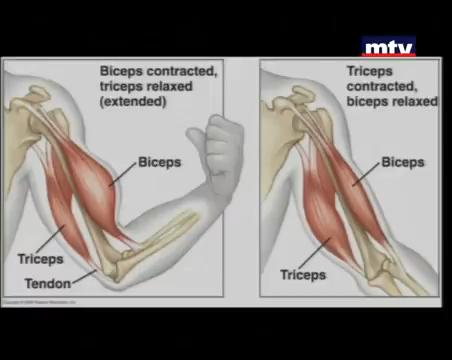 mtv
Biceps contracted,
triceps relaxed
(extended)
Biceps
Triceps
Tendon
Triceps
contracted,
biceps relaxed
Biceps
Triceps